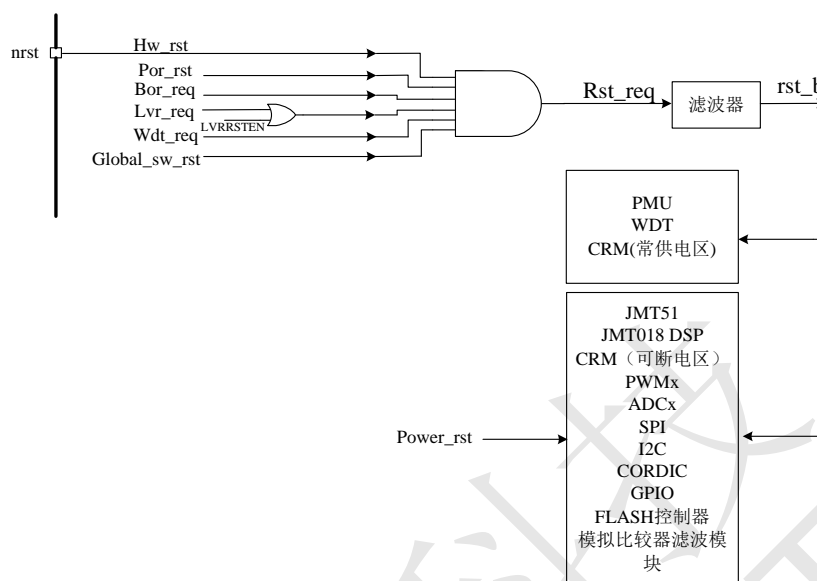 nrst
Hw_rst
Por_rst
Bor_req
Lvr_req
LVRRSTEN
Wdt_req
Global_sw_rst
Rst_req
滤波器
rst_b
PMU
WDT
CRM(常供电区)
JMT51
JMT018 DSP
CRM（可断电区）
PWMx
ADCx
SPI
I2C
CORDIC
GPIO
FLASH控制器
模拟比较器滤波模
块
Power_rst